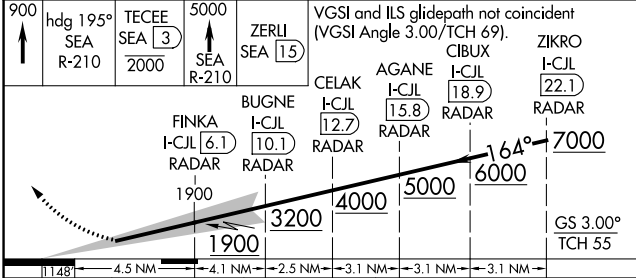 900
hdg 195°
SEA
R-210
TECEE
SEA 3
2000
5000
SEA
R-210
ZERLI
SEA 15
VGSI and ILS glidepath not coincident
(VGSI Angle 3.00/TCH 69).
ZIKRO
I-CJL
22.1
RADAR
CIBUX
I-CJL
18.9
RADAR
AGANE
I-CJL
15.8
RADAR
CELAK
I-CJL
12.7
RADAR
BUGNE
I-CJL
10.1
RADAR
FINKA
I-CJL 6.1
RADAR
1900
164°
7000
6000
5000
4000
3200
1900
GS 3.00°
TCH 55
1148'
4.5 NM
4.1 NM
2.5 NM
3.1 NM
3.1 NM
3.1 NM